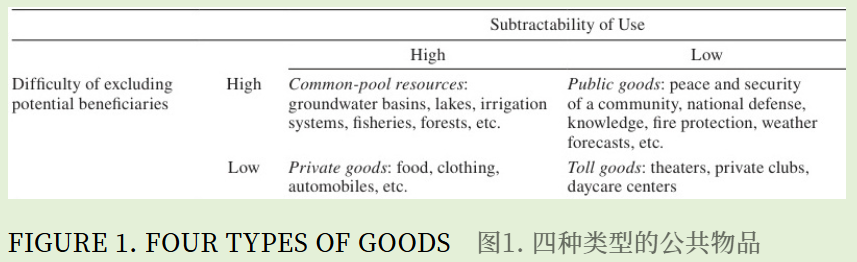 Subtractability of Use
High Low
Difficulty of excluding potential beneficiaries
High
Common-pool resources:
groundwater basins, lakes, irrigation
systems, fisheries, forests, etc.
Public goods: peace and security
of a community, national defense,
knowledge, fire protection, weather
forecasts, etc.
Low
Private goods: food, clothing,
automobiles, etc.
Toll goods: theaters, private clubs,
daycare centers
FIGURE 1. FOUR TYPES OF GOODS 图1. 四种类型的公共物品